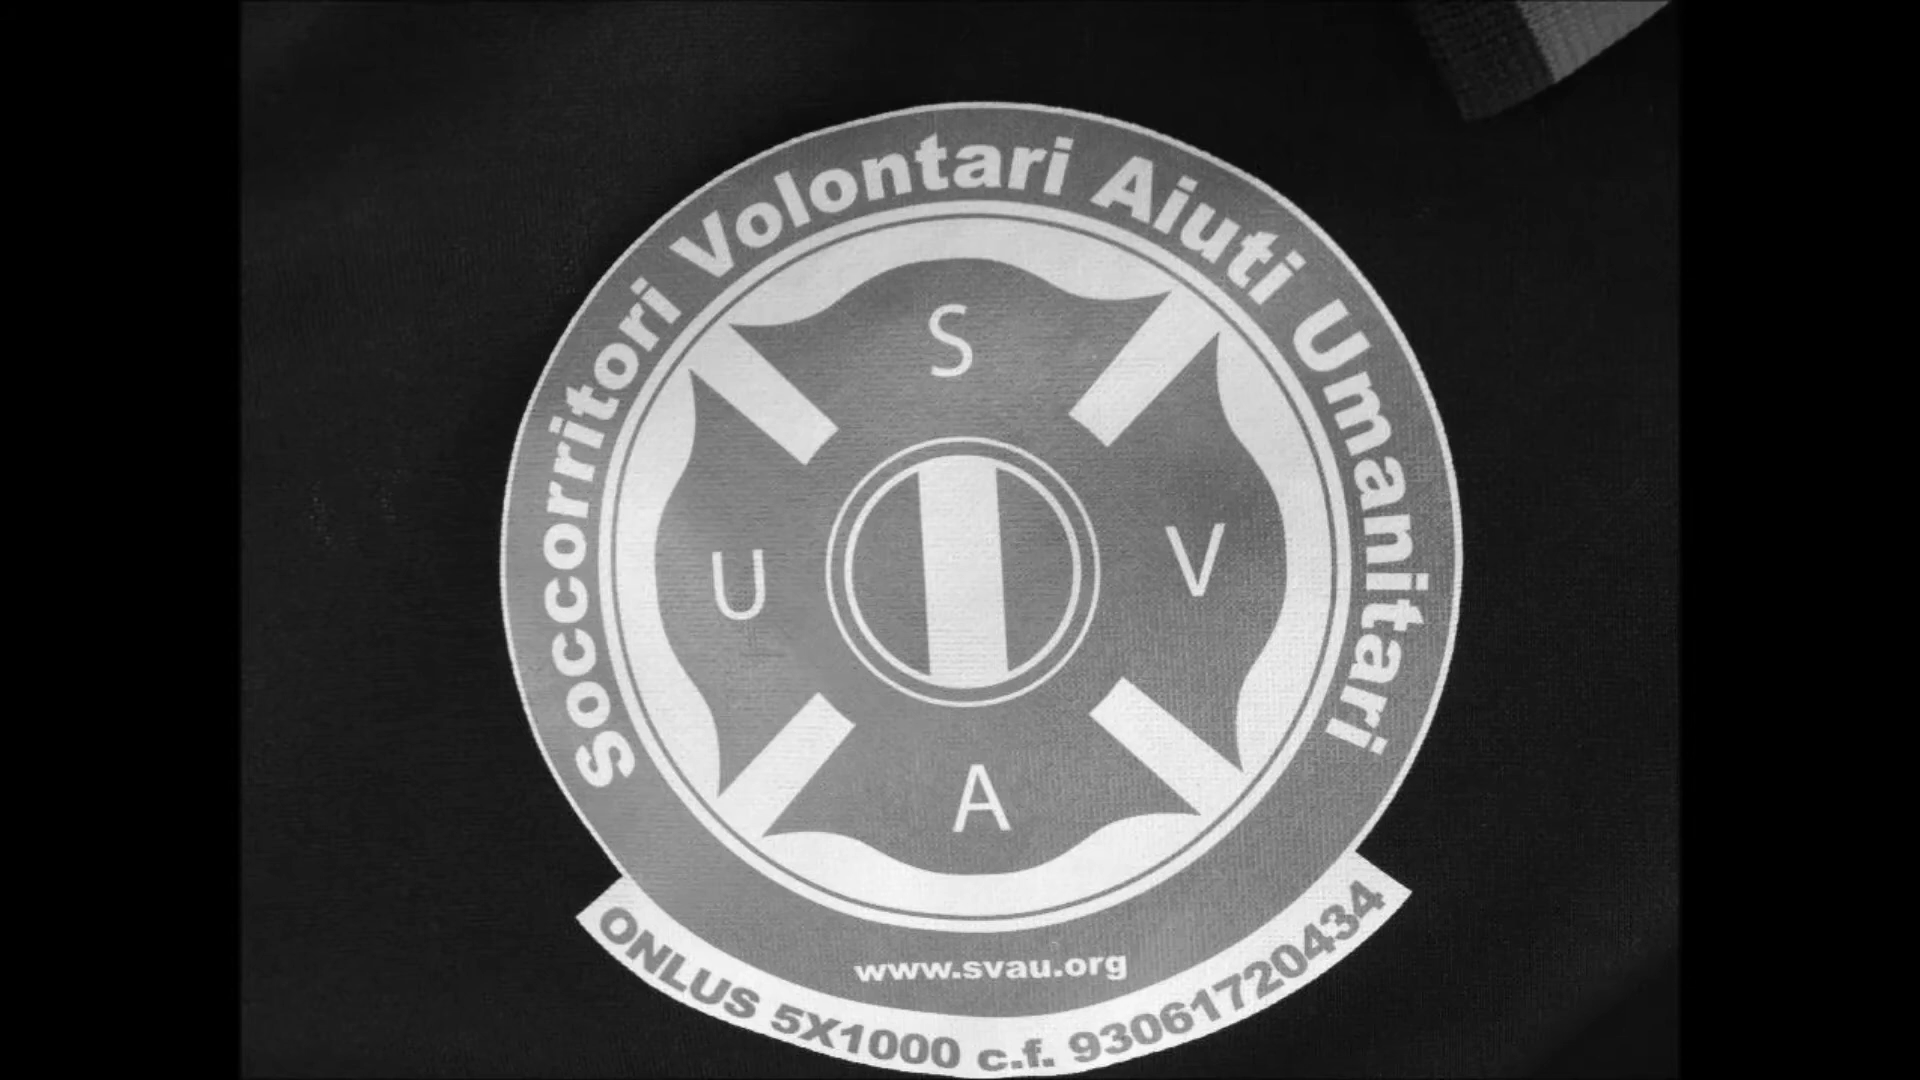 Soccorritori Volontari Aiuti Umanitari
S
U
V
A
www.svau.org
ONLUS 5X1000 c.f. 93061720434